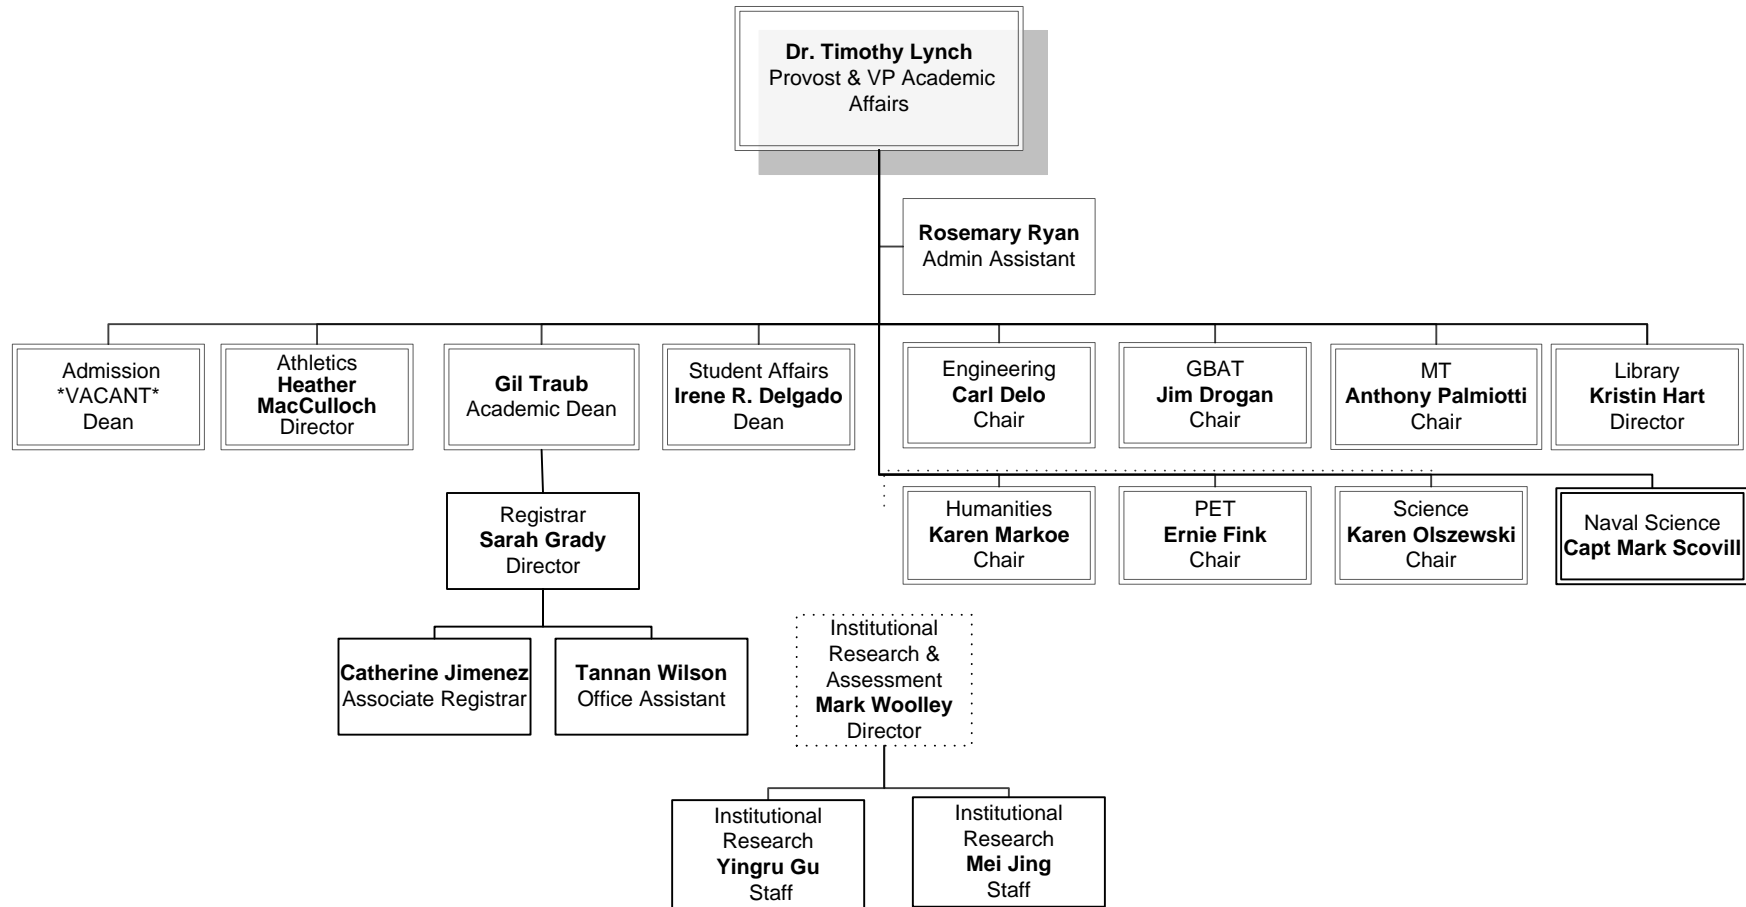 Dr. Timothy Lynch
Provost & VP Academic
Affairs
Rosemary Ryan
Admin Assistant
Admission
*VACANT*
Dean
Athletics
Heather
MacCulloch
Director
Gil Traub
Academic Dean
Student Affairs
Irene R. Delgado
Dean
Engineering
Carl Delo
Chair
GBAT
Jim Drogan
Chair
MT
Anthony Palmiotti
Chair
Library
Kristin Hart
Director
Registrar
Sarah Grady
Director
Humanities
Karen Markoe
Chair
PET
Ernie Fink
Chair
Science
Karen Olszewski
Chair
Naval Science
Capt Mark Scovill
Catherine Jimenez
Associate Registrar
Tannan Wilson
Office Assistant
Institutional
Research &
Assessment
Mark Woolley
Director
Institutional
Research
Yingru Gu
Staff
Institutional
Research
Mei Jing
Staff